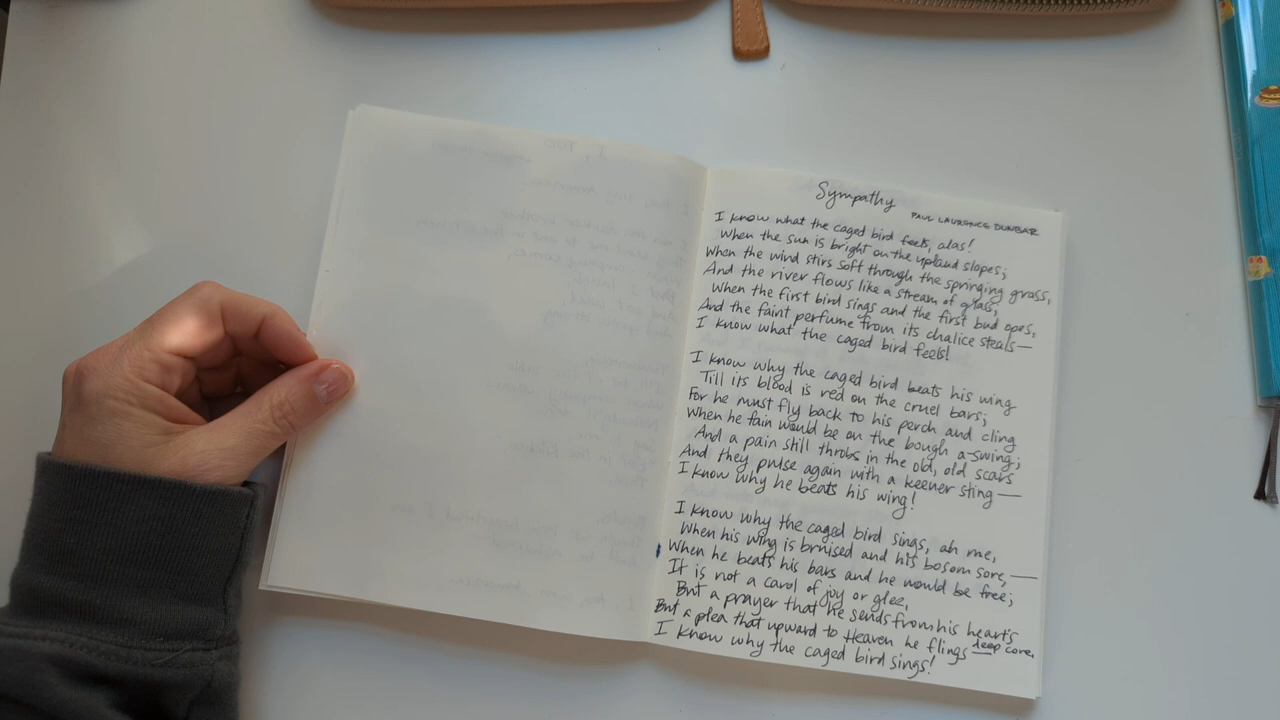 Sympathy
PAUL LAURENCE DUNBAR
I know what the caged bird feels, alas!
When the sun is bright on the upland slopes;
When the wind stirs soft through the springing grass,
And the river flows like a stream of glass;
When the first bird sings and the first bud opes,
And the faint perfume from its chalice steals—
I know what the caged bird feels!
I know why the caged bird beats his wing
Till its blood is red on the cruel bars;
For he must fly back to his perch and cling
When he fain would be on the bough a-swing;
And a pain still throbs in the old, old scars
And they pulse again with a keener sting—
I know why he beats his wing!
I know why the caged bird sings, ah me,
When his wing is bruised and his bosom sore,—
When he beats his bars and he would be free;
It is not a carol of joy or glee,
But a prayer that he sends from his heart's
deep core,
But a plea that upward to Heaven he flings
I know why the caged bird sings!